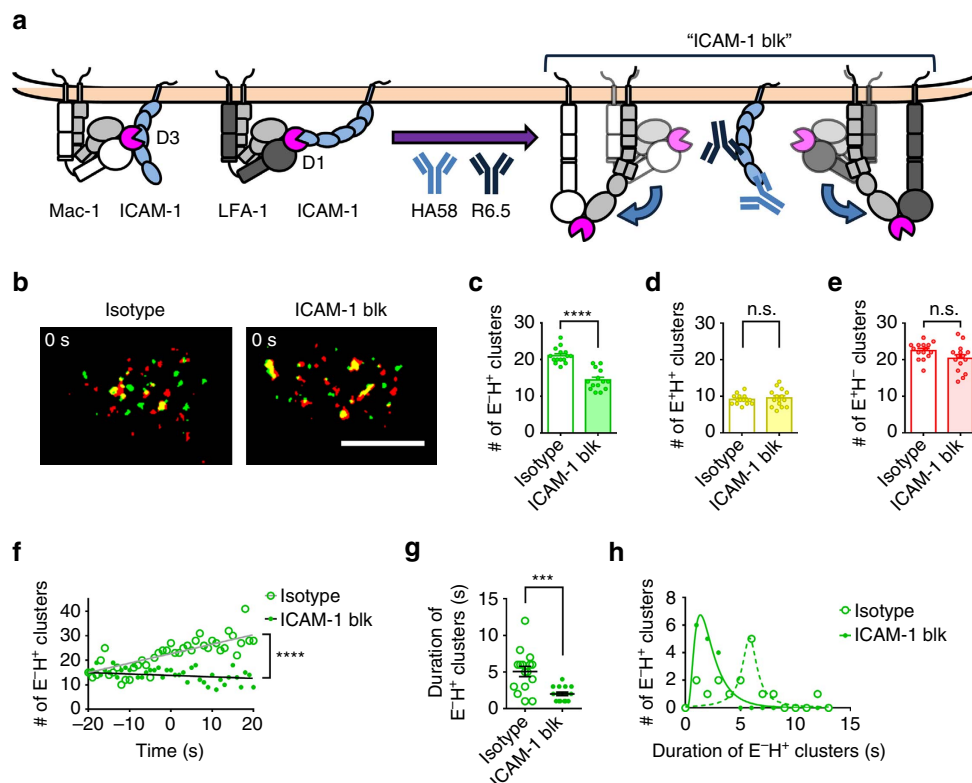 a
"ICAM-1 blk"
D3
D1
Mac-1 ICAM-1 LFA-1 ICAM-1 HA58 R6.5
b
Isotype ICAM-1 blk
0 s 0 s
c
# of E⁻H⁺ clusters
30
20
10
0
****
Isotype
ICAM-1 blk
d
# of E⁺H⁺ clusters
30
20
10
0
n.s.
Isotype
ICAM-1 blk
e
# of E⁺H⁻ clusters
30
20
10
0
n.s.
Isotype
ICAM-1 blk
f
# of E⁻H⁺ clusters
40
30
20
10
0
−20 −10 0 10 20
Time (s)
Isotype
ICAM-1 blk
****
g
Duration of
E⁻H⁺ clusters (s)
15
10
5
0
***
Isotype
ICAM-1 blk
h
# of E⁻H⁺ clusters
8
6
4
2
0
0 5 10 15
Duration of E⁻H⁺ clusters (s)
Isotype
ICAM-1 blk